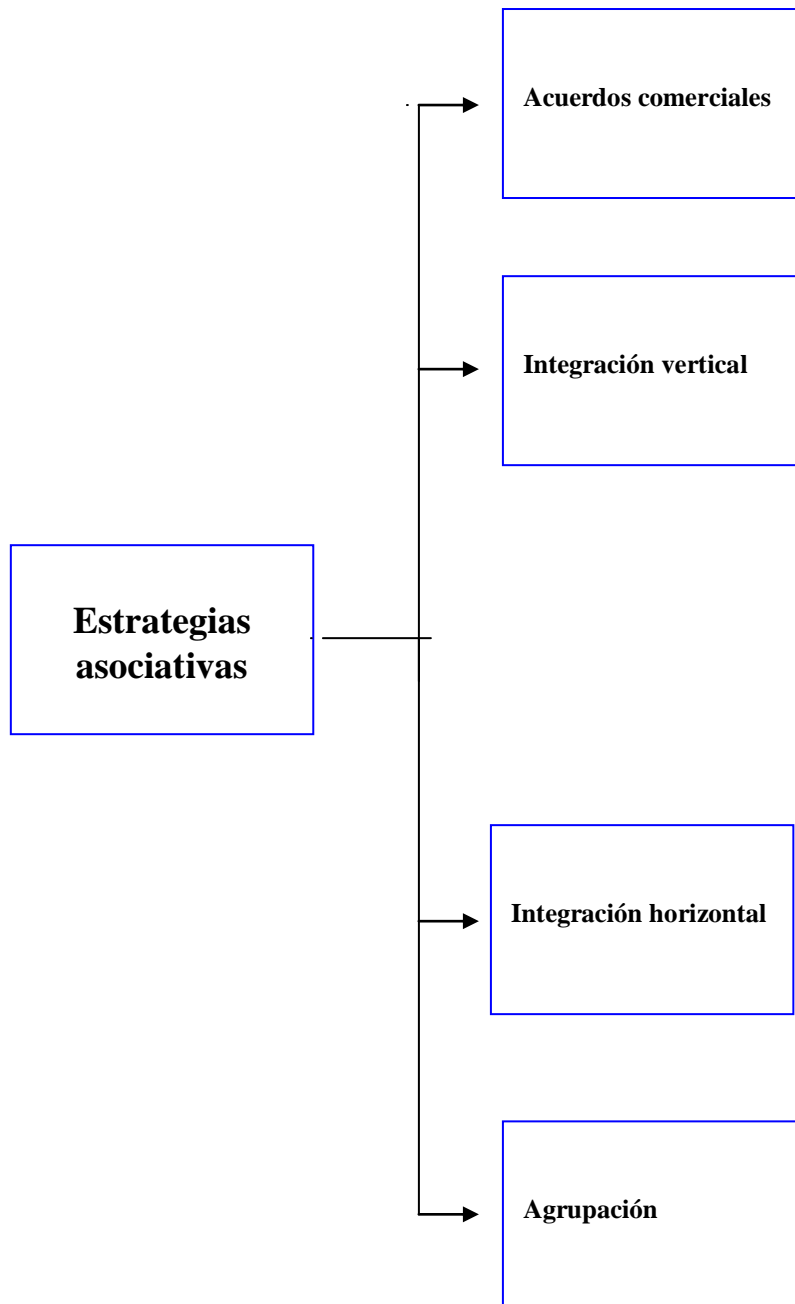 Acuerdos comerciales
Integración vertical
Estrategias
asociativas
Integración horizontal
Agrupación